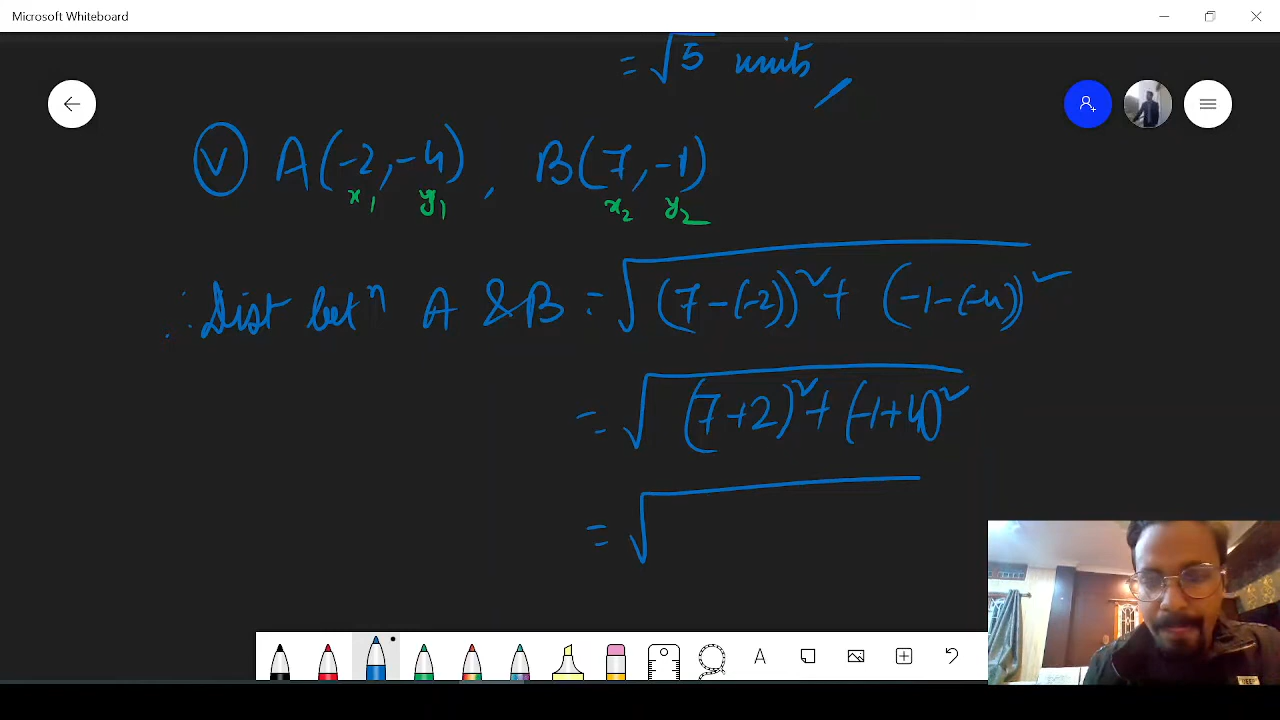 Microsoft Whiteboard
= √5 units
(v) A(-2, -4), B(7, -1)
x₁ y₁ x₂ y₂
∴ Dist betⁿ A & B = √((7-(-2))² + (-1-(-4))²)
= √((7+2)² + (-1+4)²)
= √
A